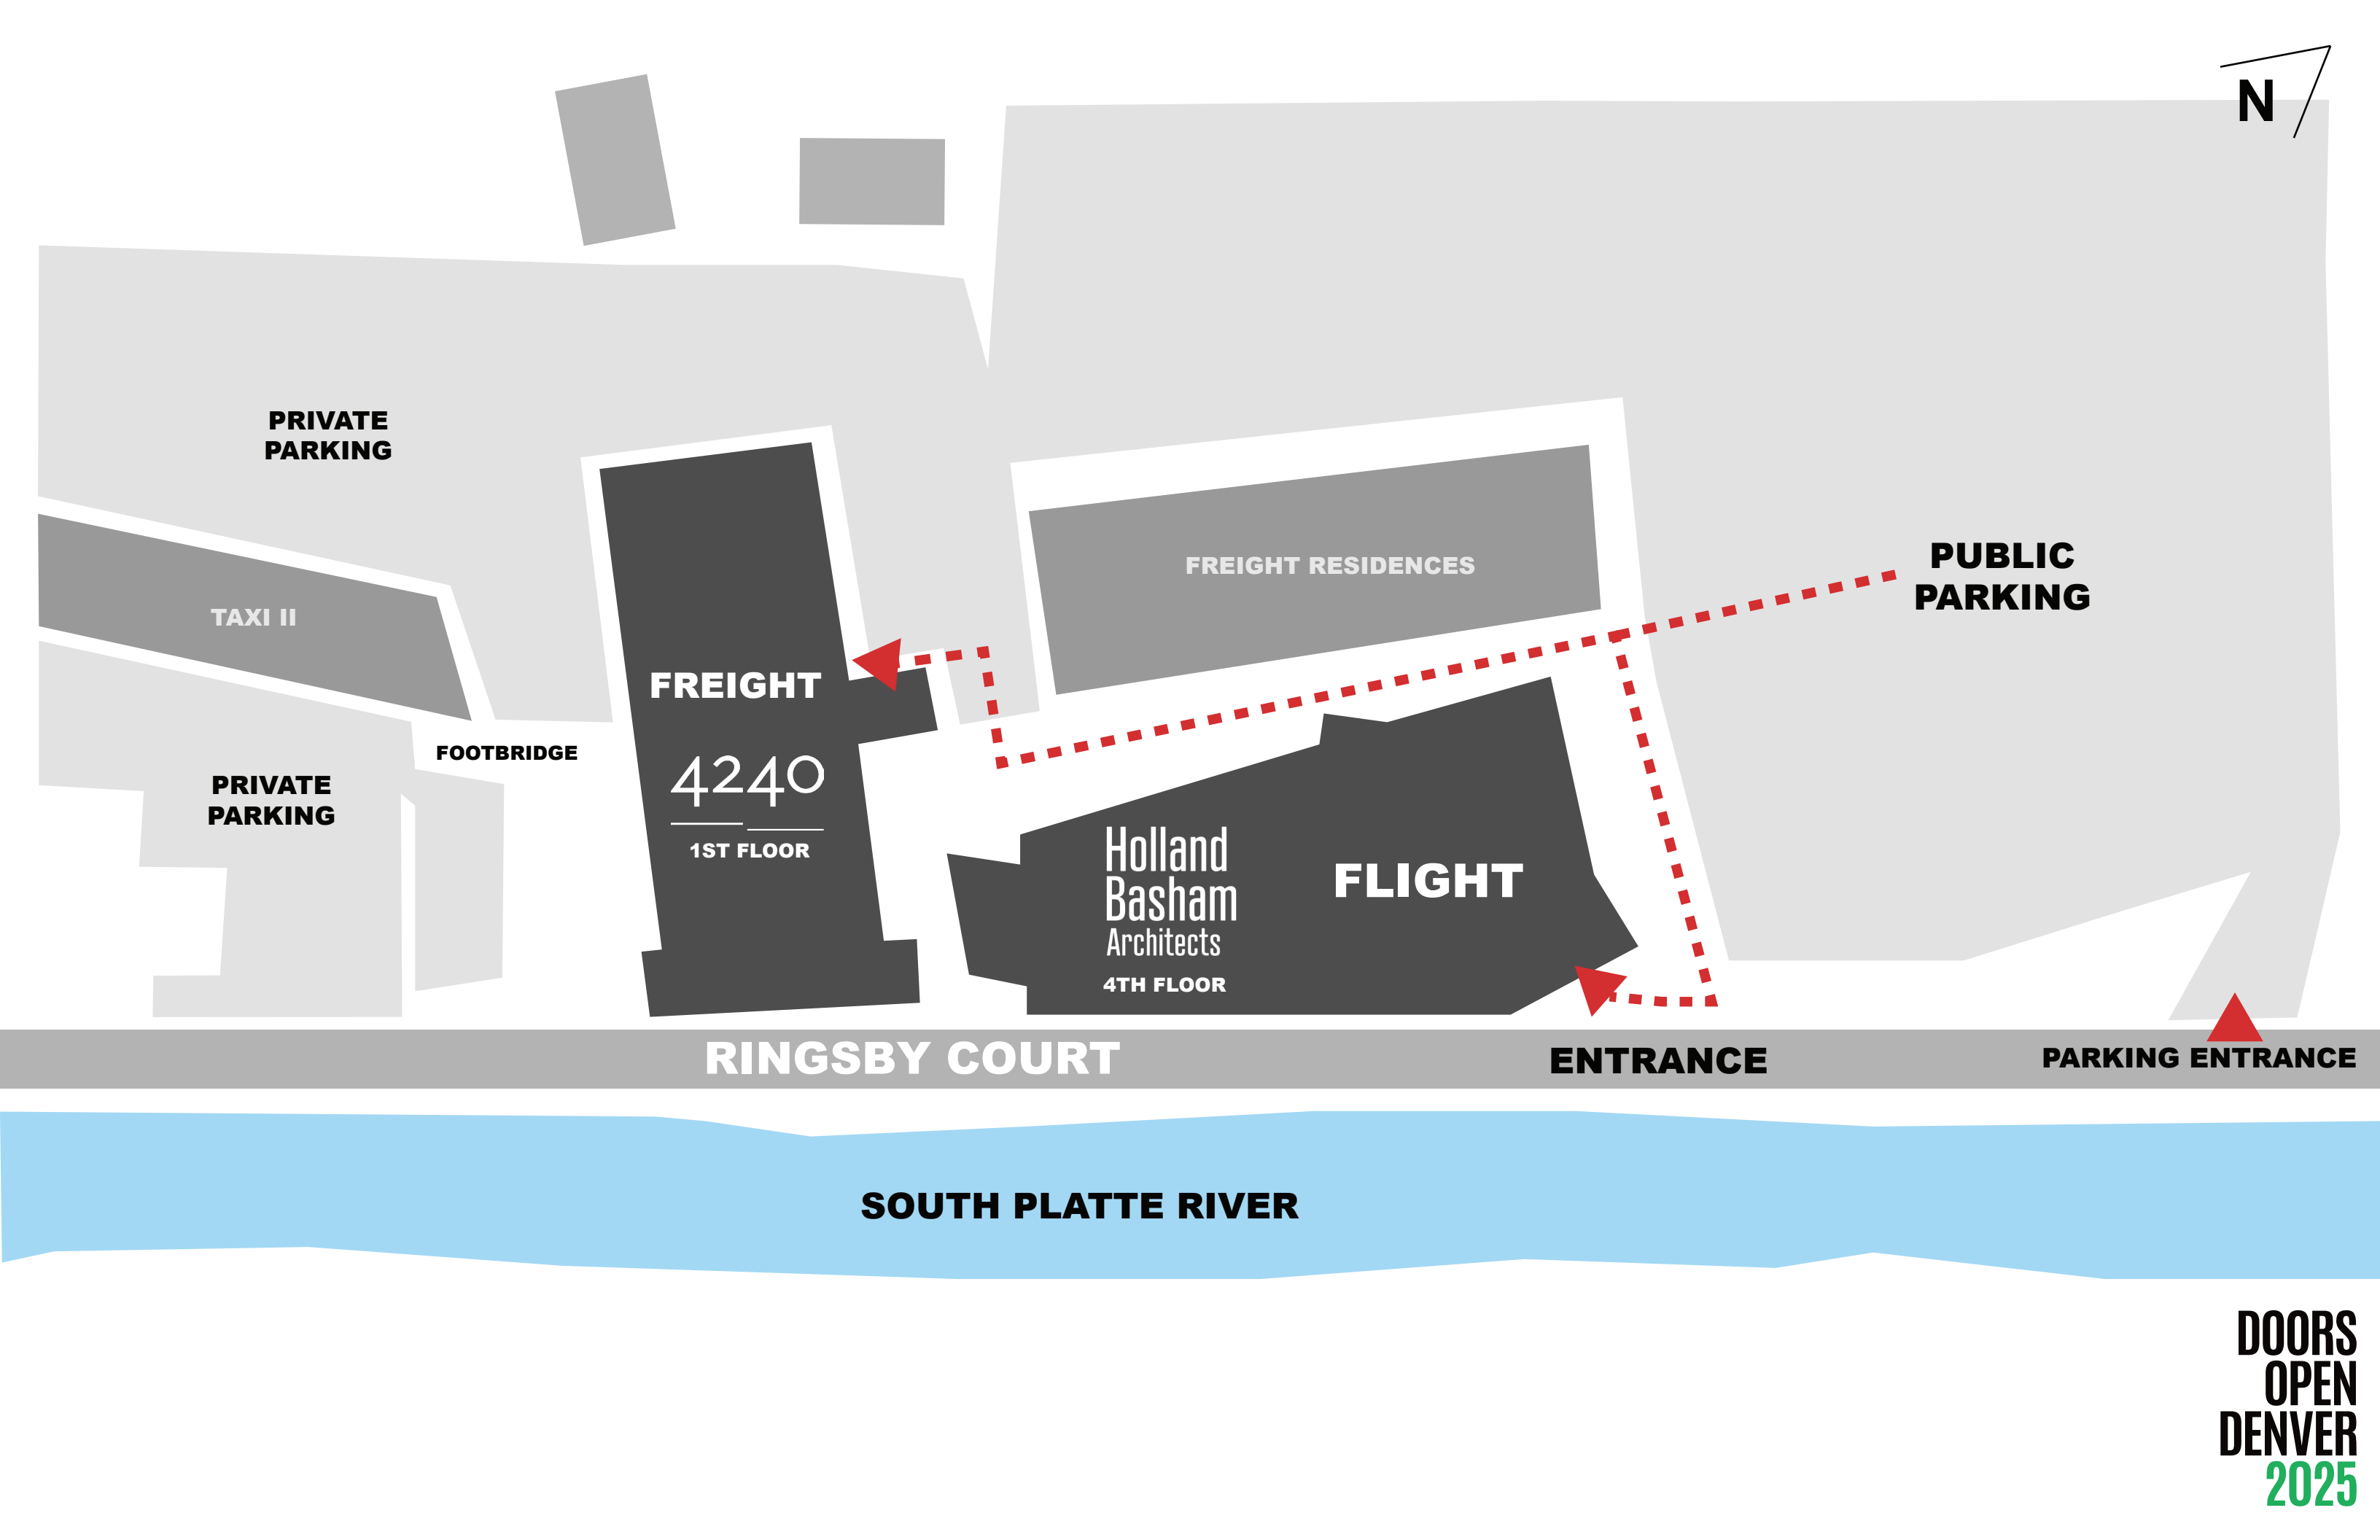 N
PRIVATE
PARKING
PUBLIC
PARKING
FREIGHT RESIDENCES
TAXI II
FREIGHT
FOOTBRIDGE
4240
1ST FLOOR
PRIVATE
PARKING
Holland
Basham
Architects
4TH FLOOR
FLIGHT
RINGSBY COURT
ENTRANCE
PARKING ENTRANCE
SOUTH PLATTE RIVER
DOORS
OPEN
DENVER
2025